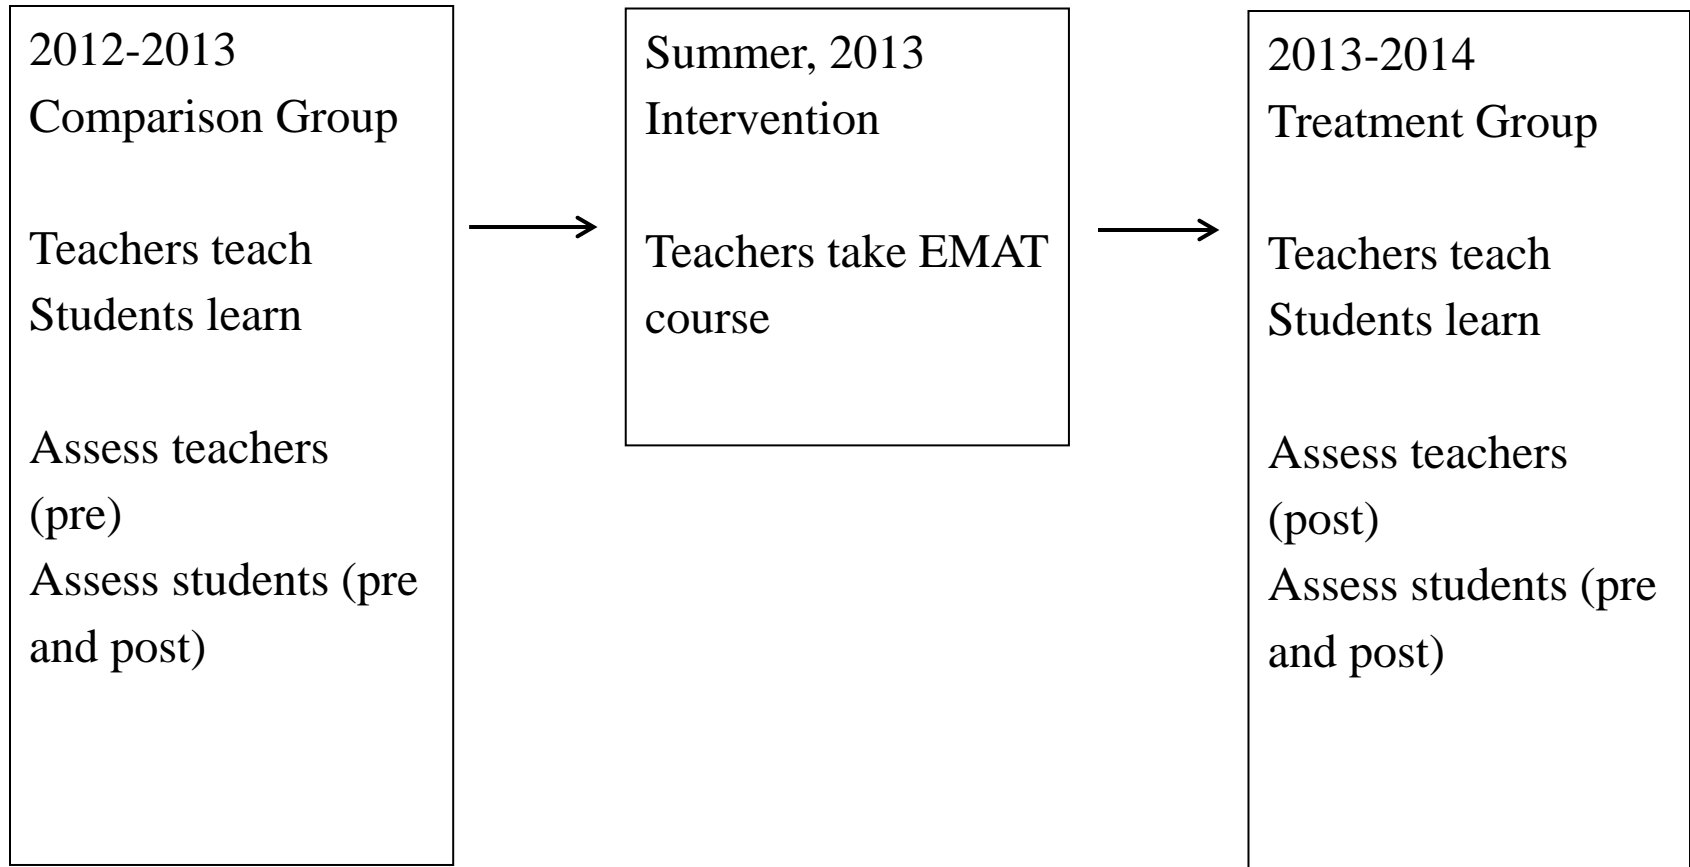 2012-2013
Comparison Group
Teachers teach
Students learn
Assess teachers
(pre)
Assess students (pre
and post)
Summer, 2013
Intervention
Teachers take EMAT
course
2013-2014
Treatment Group
Teachers teach
Students learn
Assess teachers
(post)
Assess students (pre
and post)